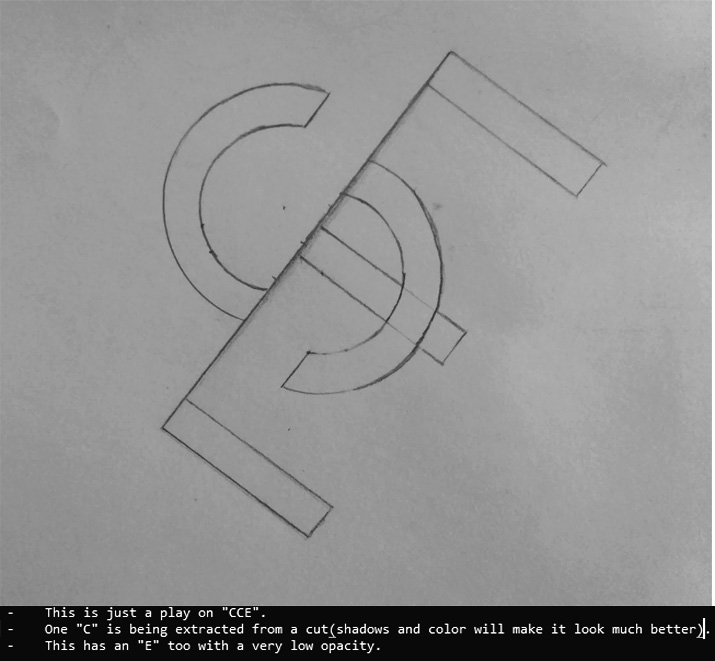 - This is just a play on "CCE".
- One "C" is being extracted from a cut(shadows and color will make it look much better).
- This has an "E" too with a very low opacity.